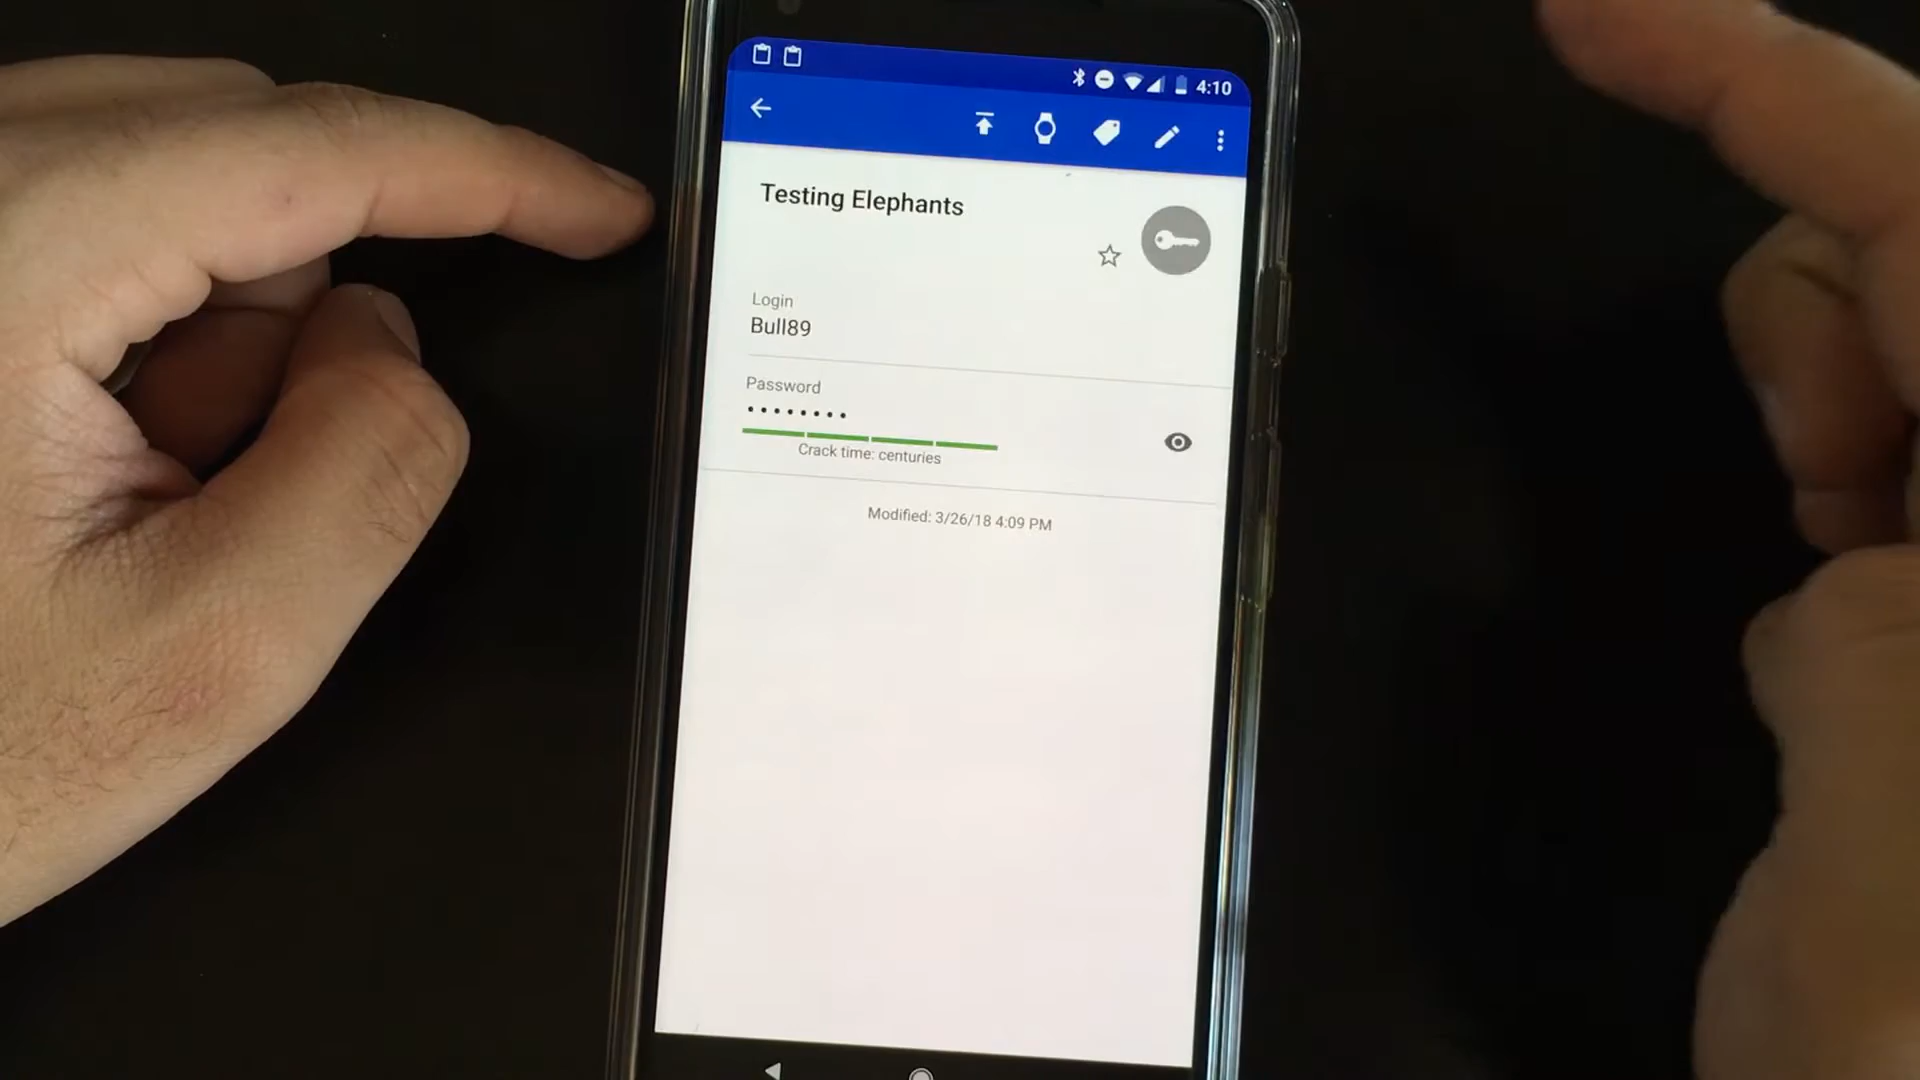 4:10
Testing Elephants
Login
Bull89
Password
••••••••
Crack time: centuries
Modified: 3/26/18 4:09 PM